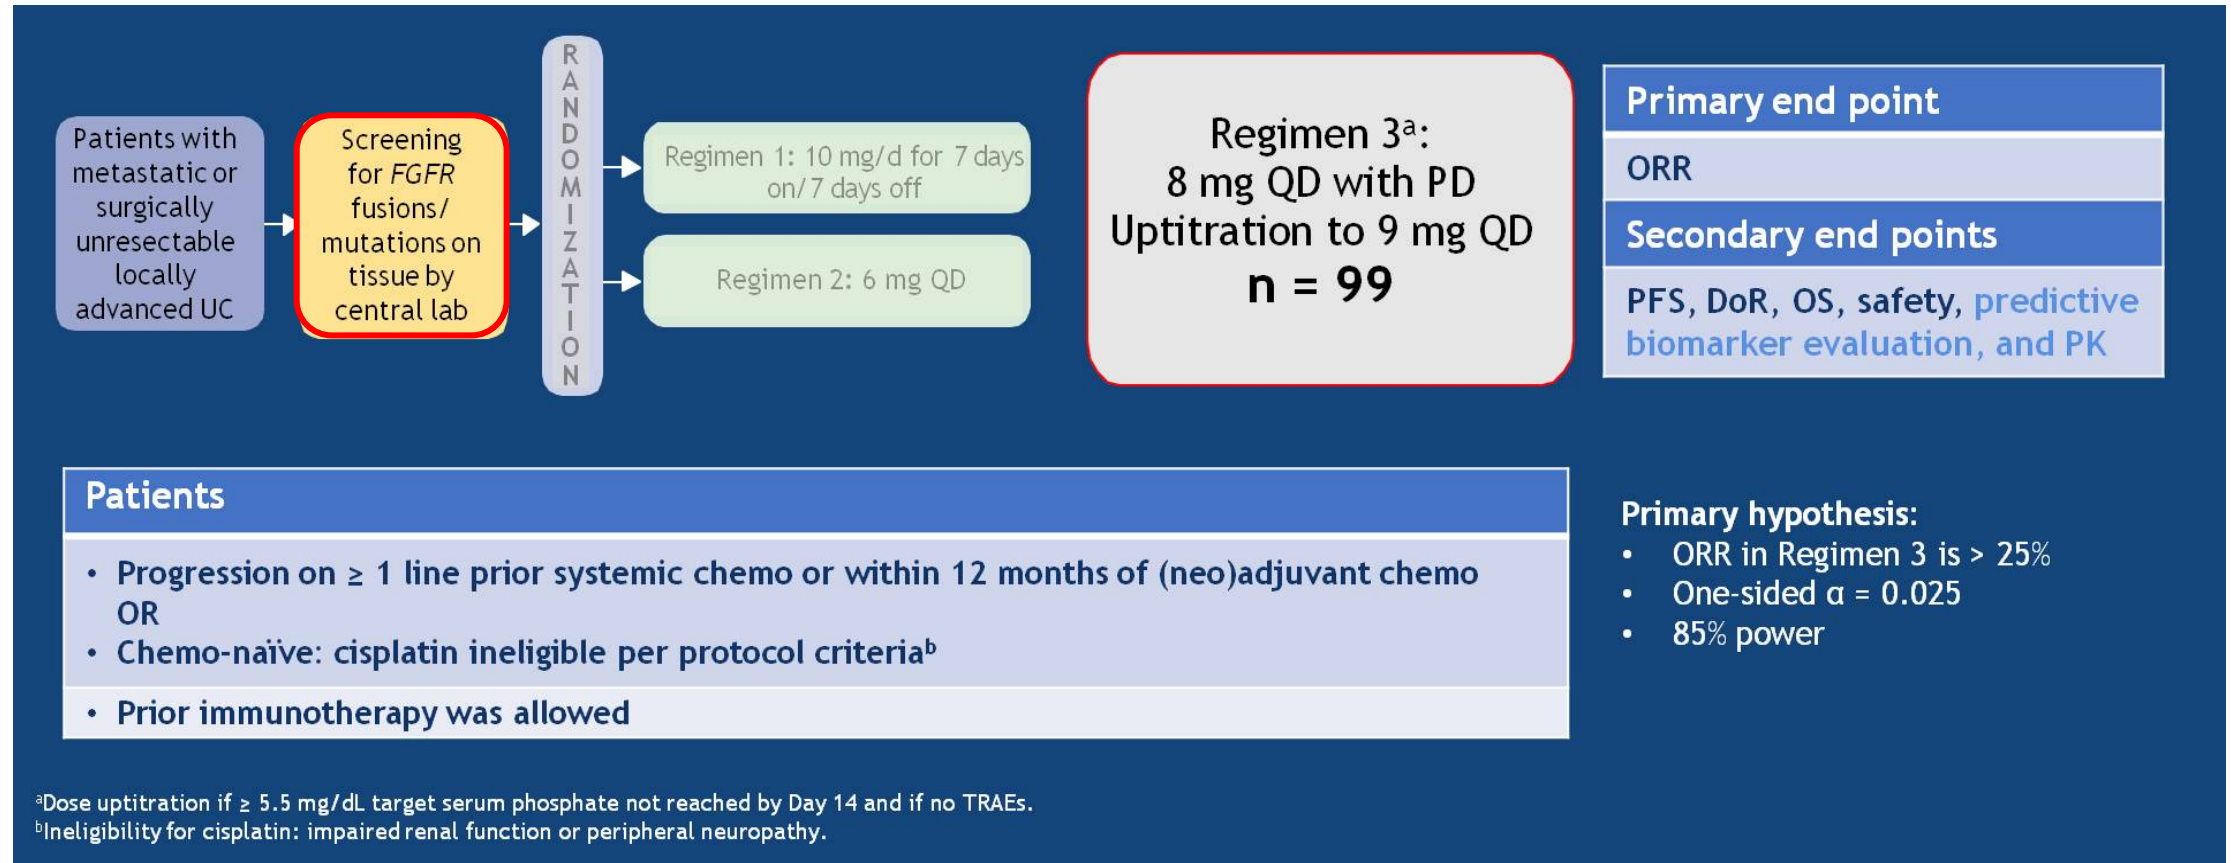 Patients with
metastatic or
surgically
unresectable
locally
advanced UC
Screening
for FGFR
fusions/
mutations on
tissue by
central lab
RANDOMIZATION
Regimen 1: 10 mg/d for 7 days
on/7 days off
Regimen 2: 6 mg QD
Regimen 3ᵃ:
8 mg QD with PD
Uptitration to 9 mg QD
n = 99
Primary end point
ORR
Secondary end points
PFS, DoR, OS, safety, predictive
biomarker evaluation, and PK
Patients
• Progression on ≥ 1 line prior systemic chemo or within 12 months of (neo)adjuvant chemo
OR
• Chemo-naïve: cisplatin ineligible per protocol criteriaᵇ
• Prior immunotherapy was allowed
Primary hypothesis:
• ORR in Regimen 3 is > 25%
• One-sided α = 0.025
• 85% power
ᵃDose uptitration if ≥ 5.5 mg/dL target serum phosphate not reached by Day 14 and if no TRAEs.
ᵇIneligibility for cisplatin: impaired renal function or peripheral neuropathy.